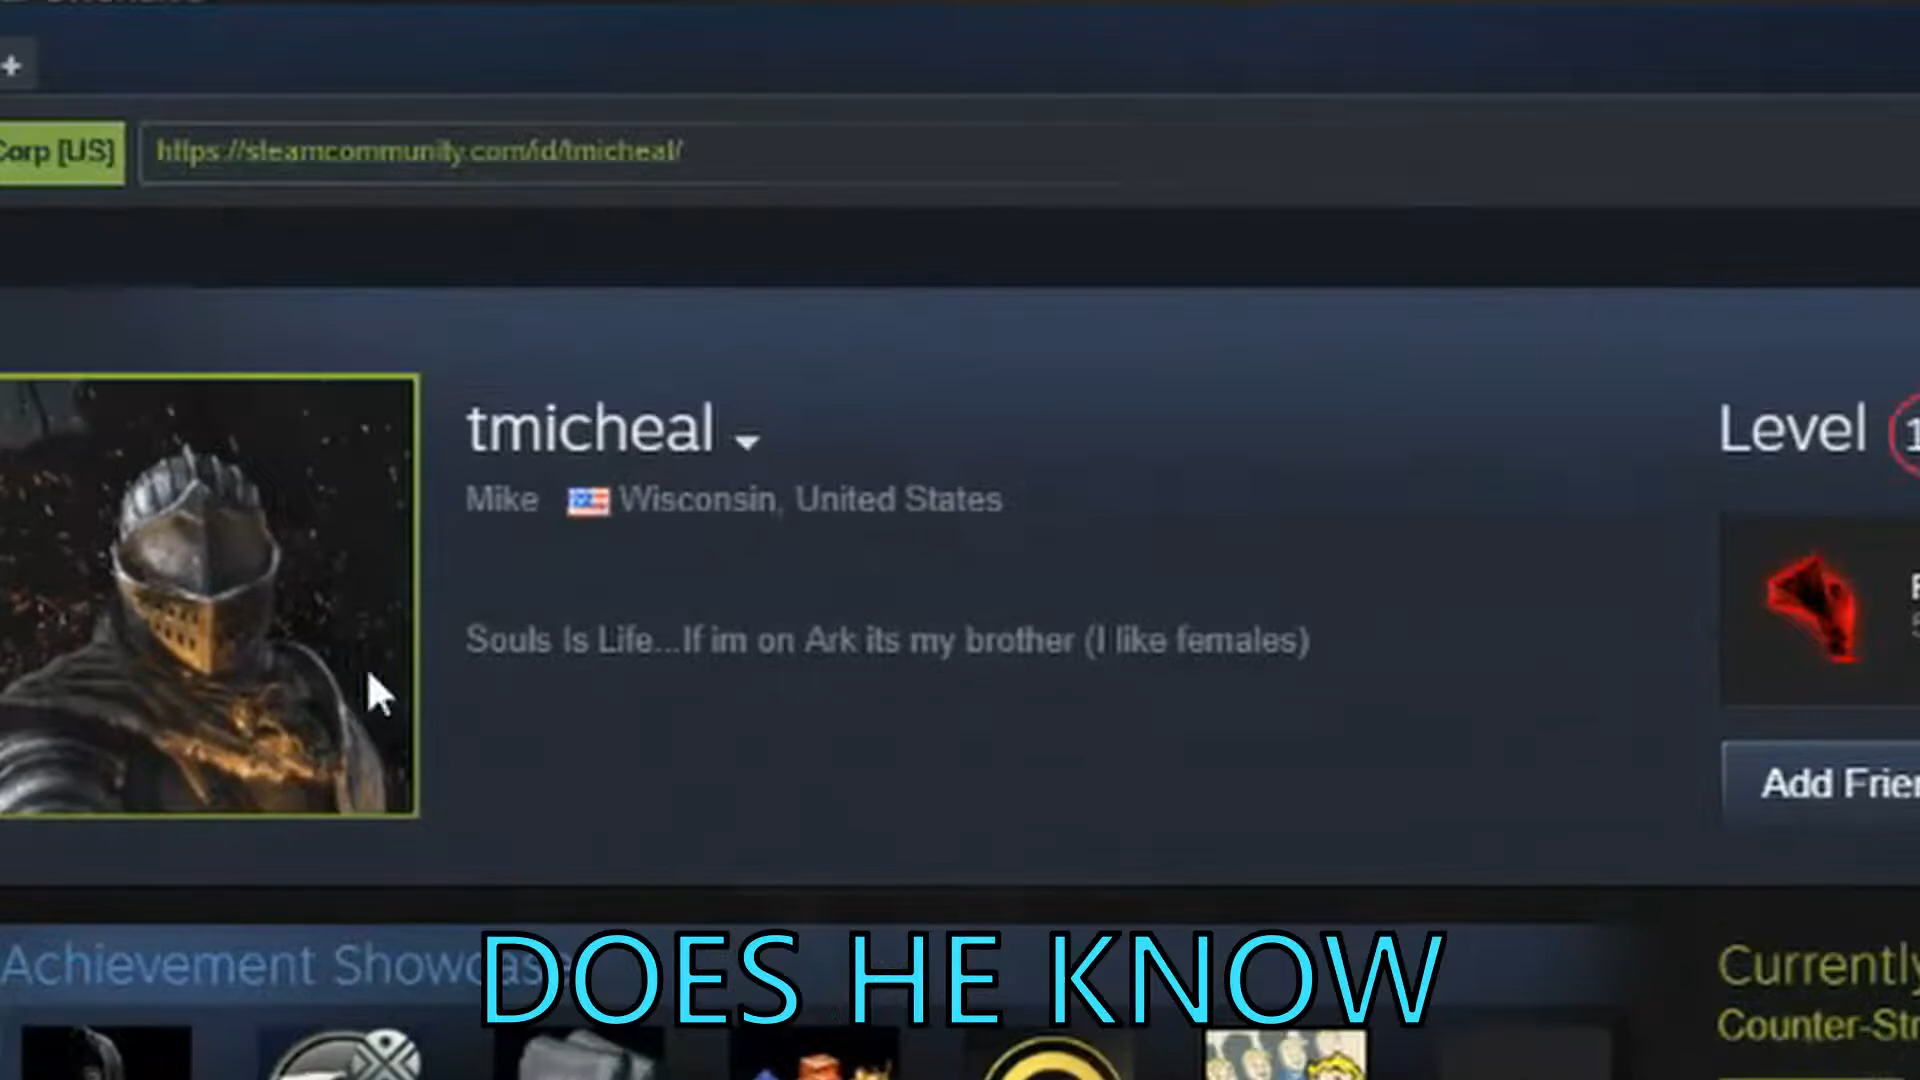 +
Corp [US] https://steamcommunity.com/id/tmicheal/
tmicheal
Mike Wisconsin, United States
Level 1
Souls Is Life...If im on Ark its my brother (I like females)
Add Frien
Achievement Showcase
Currently
Counter-Str
DOES HE KNOW